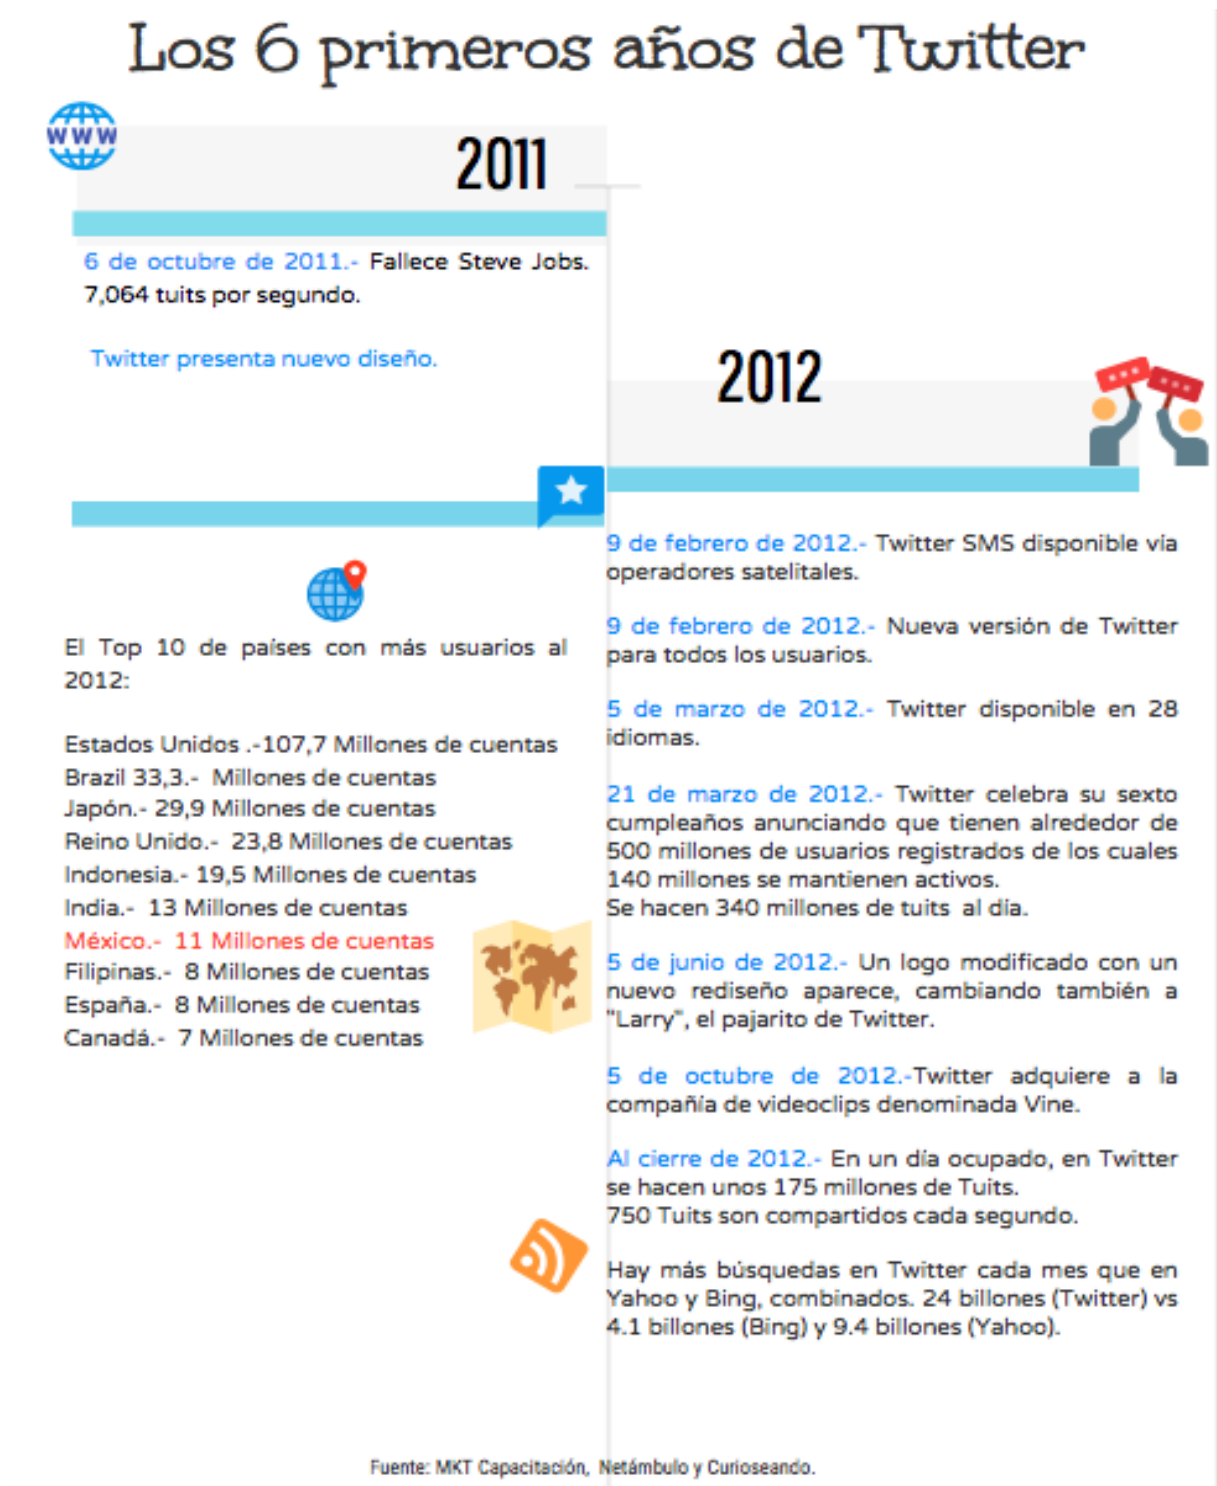 Los 6 primeros años de Twitter
WWW
2011
6 de octubre de 2011.- Fallece Steve Jobs.
7,064 tuits por segundo.
Twitter presenta nuevo diseño.
El Top 10 de países con más usuarios al
2012:
Estados Unidos .-107,7 Millones de cuentas
Brazil 33,3.- Millones de cuentas
Japón.- 29,9 Millones de cuentas
Reino Unido.- 23,8 Millones de cuentas
Indonesia.- 19,5 Millones de cuentas
India.- 13 Millones de cuentas
México.- 11 Millones de cuentas
Filipinas.- 8 Millones de cuentas
España.- 8 Millones de cuentas
Canadá.- 7 Millones de cuentas
2012
9 de febrero de 2012.- Twitter SMS disponible vía
operadores satelitales.
9 de febrero de 2012.- Nueva versión de Twitter
para todos los usuarios.
5 de marzo de 2012.- Twitter disponible en 28
idiomas.
21 de marzo de 2012.- Twitter celebra su sexto
cumpleaños anunciando que tienen alrededor de
500 millones de usuarios registrados de los cuales
140 millones se mantienen activos.
Se hacen 340 millones de tuits al día.
5 de junio de 2012.- Un logo modificado con un
nuevo rediseño aparece, cambiando también a
"Larry", el pajarito de Twitter.
5 de octubre de 2012.-Twitter adquiere a la
compañía de videoclips denominada Vine.
Al cierre de 2012.- En un día ocupado, en Twitter
se hacen unos 175 millones de Tuits.
750 Tuits son compartidos cada segundo.
Hay más búsquedas en Twitter cada mes que en
Yahoo y Bing, combinados. 24 billones (Twitter) vs
4.1 billones (Bing) y 9.4 billones (Yahoo).
Fuente: MKT Capacitación, Netámbulo y Curioseando.